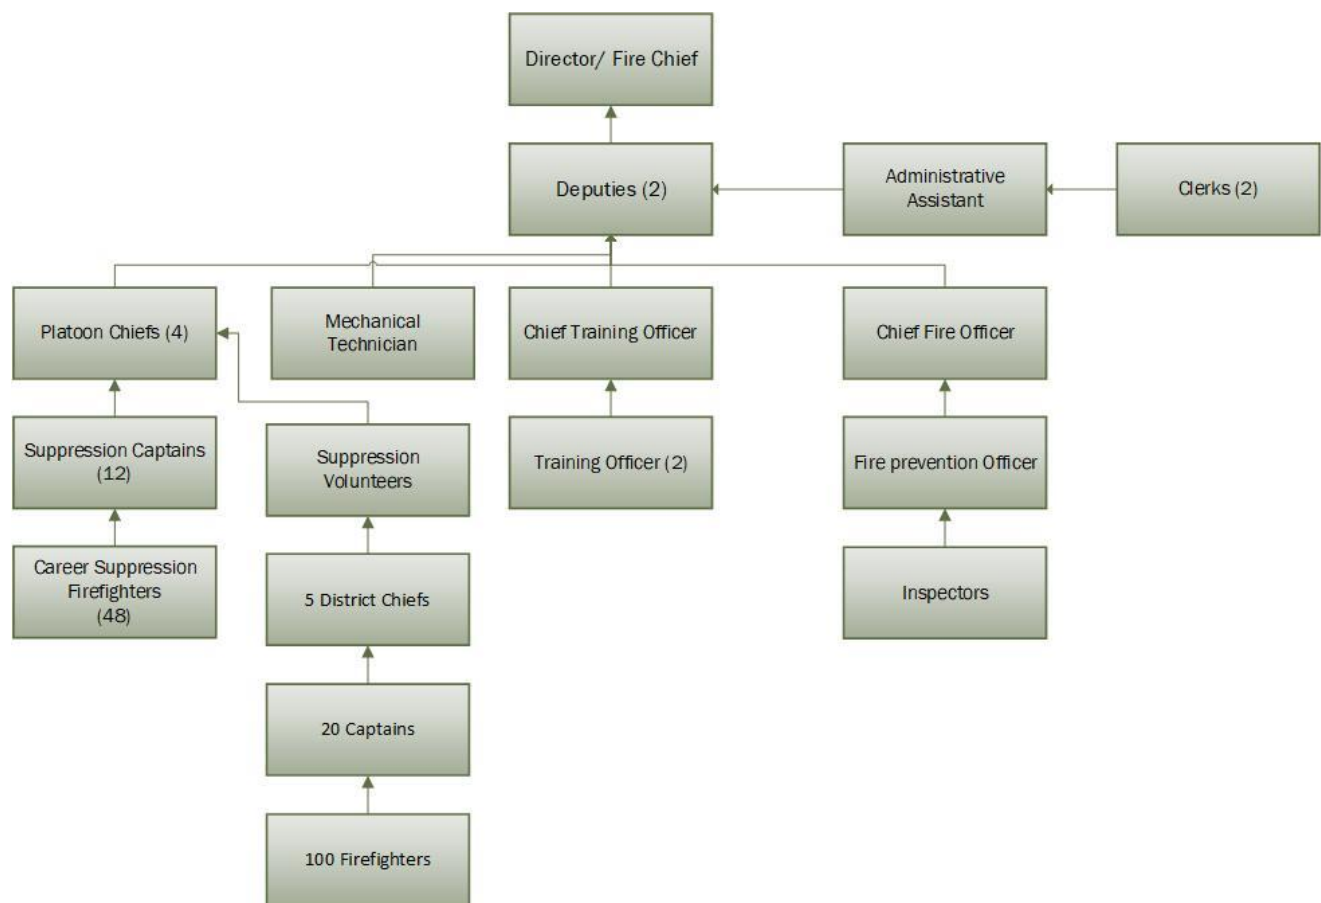 Director/ Fire Chief
Deputies (2)
Administrative
Assistant
Clerks (2)
Platoon Chiefs (4)
Mechanical
Technician
Chief Training Officer
Chief Fire Officer
Suppression Captains
(12)
Suppression
Volunteers
Training Officer (2)
Fire prevention Officer
Career Suppression
Firefighters
(48)
5 District Chiefs
Inspectors
20 Captains
100 Firefighters